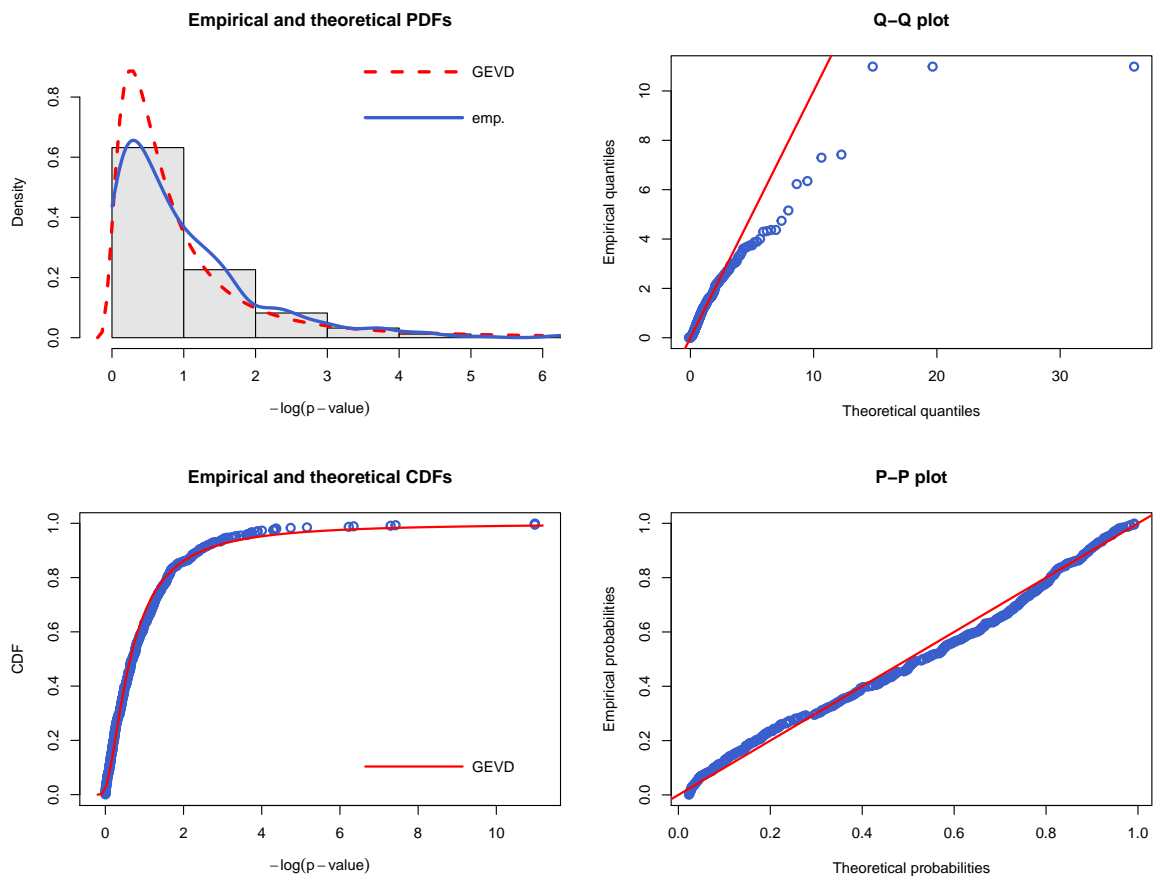 Empirical and theoretical PDFs
GEVD
emp.
Density
0.0
0.2
0.4
0.6
0.8
0 1 2 3 4 5 6
−log(p−value)
Q−Q plot
Empirical quantiles
0
2
4
6
8
10
0 10 20 30
Theoretical quantiles
Empirical and theoretical CDFs
CDF
0.0
0.2
0.4
0.6
0.8
1.0
GEVD
0 2 4 6 8 10
−log(p−value)
P−P plot
Empirical probabilities
0.0
0.2
0.4
0.6
0.8
1.0
0.0 0.2 0.4 0.6 0.8 1.0
Theoretical probabilities